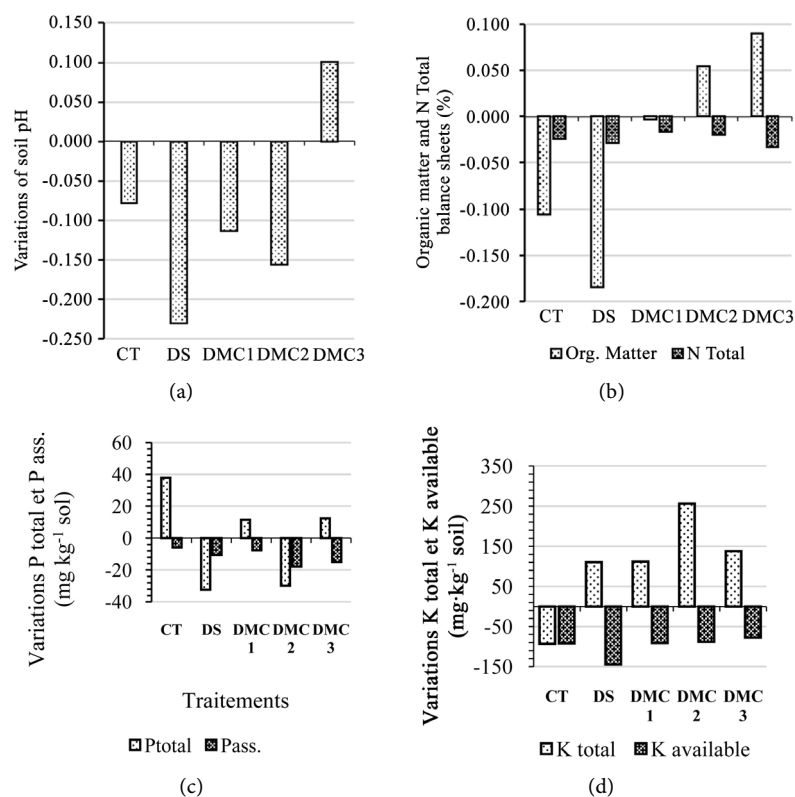 Variations of soil pH
0.150
0.100
0.050
0.000
-0.050
-0.100
-0.150
-0.200
-0.250
CT DS DMC1 DMC2 DMC3
(a)
Organic matter and N Total
balance sheets (%)
0.100
0.050
0.000
-0.050
-0.100
-0.150
-0.200
CT DS DMC1 DMC2 DMC3
Org. Matter N Total
(b)
Variations P total et P ass.
(mg kg⁻¹ sol)
60
40
20
0
-20
-40
CT DS DMC 1 DMC 2 DMC 3
Traitements
Ptotal Pass.
(c)
Variations K total et K available
(mg·kg⁻¹ soil)
350
250
150
50
-50
-150
CT DS DMC 1 DMC 2 DMC 3
K total K available
(d)